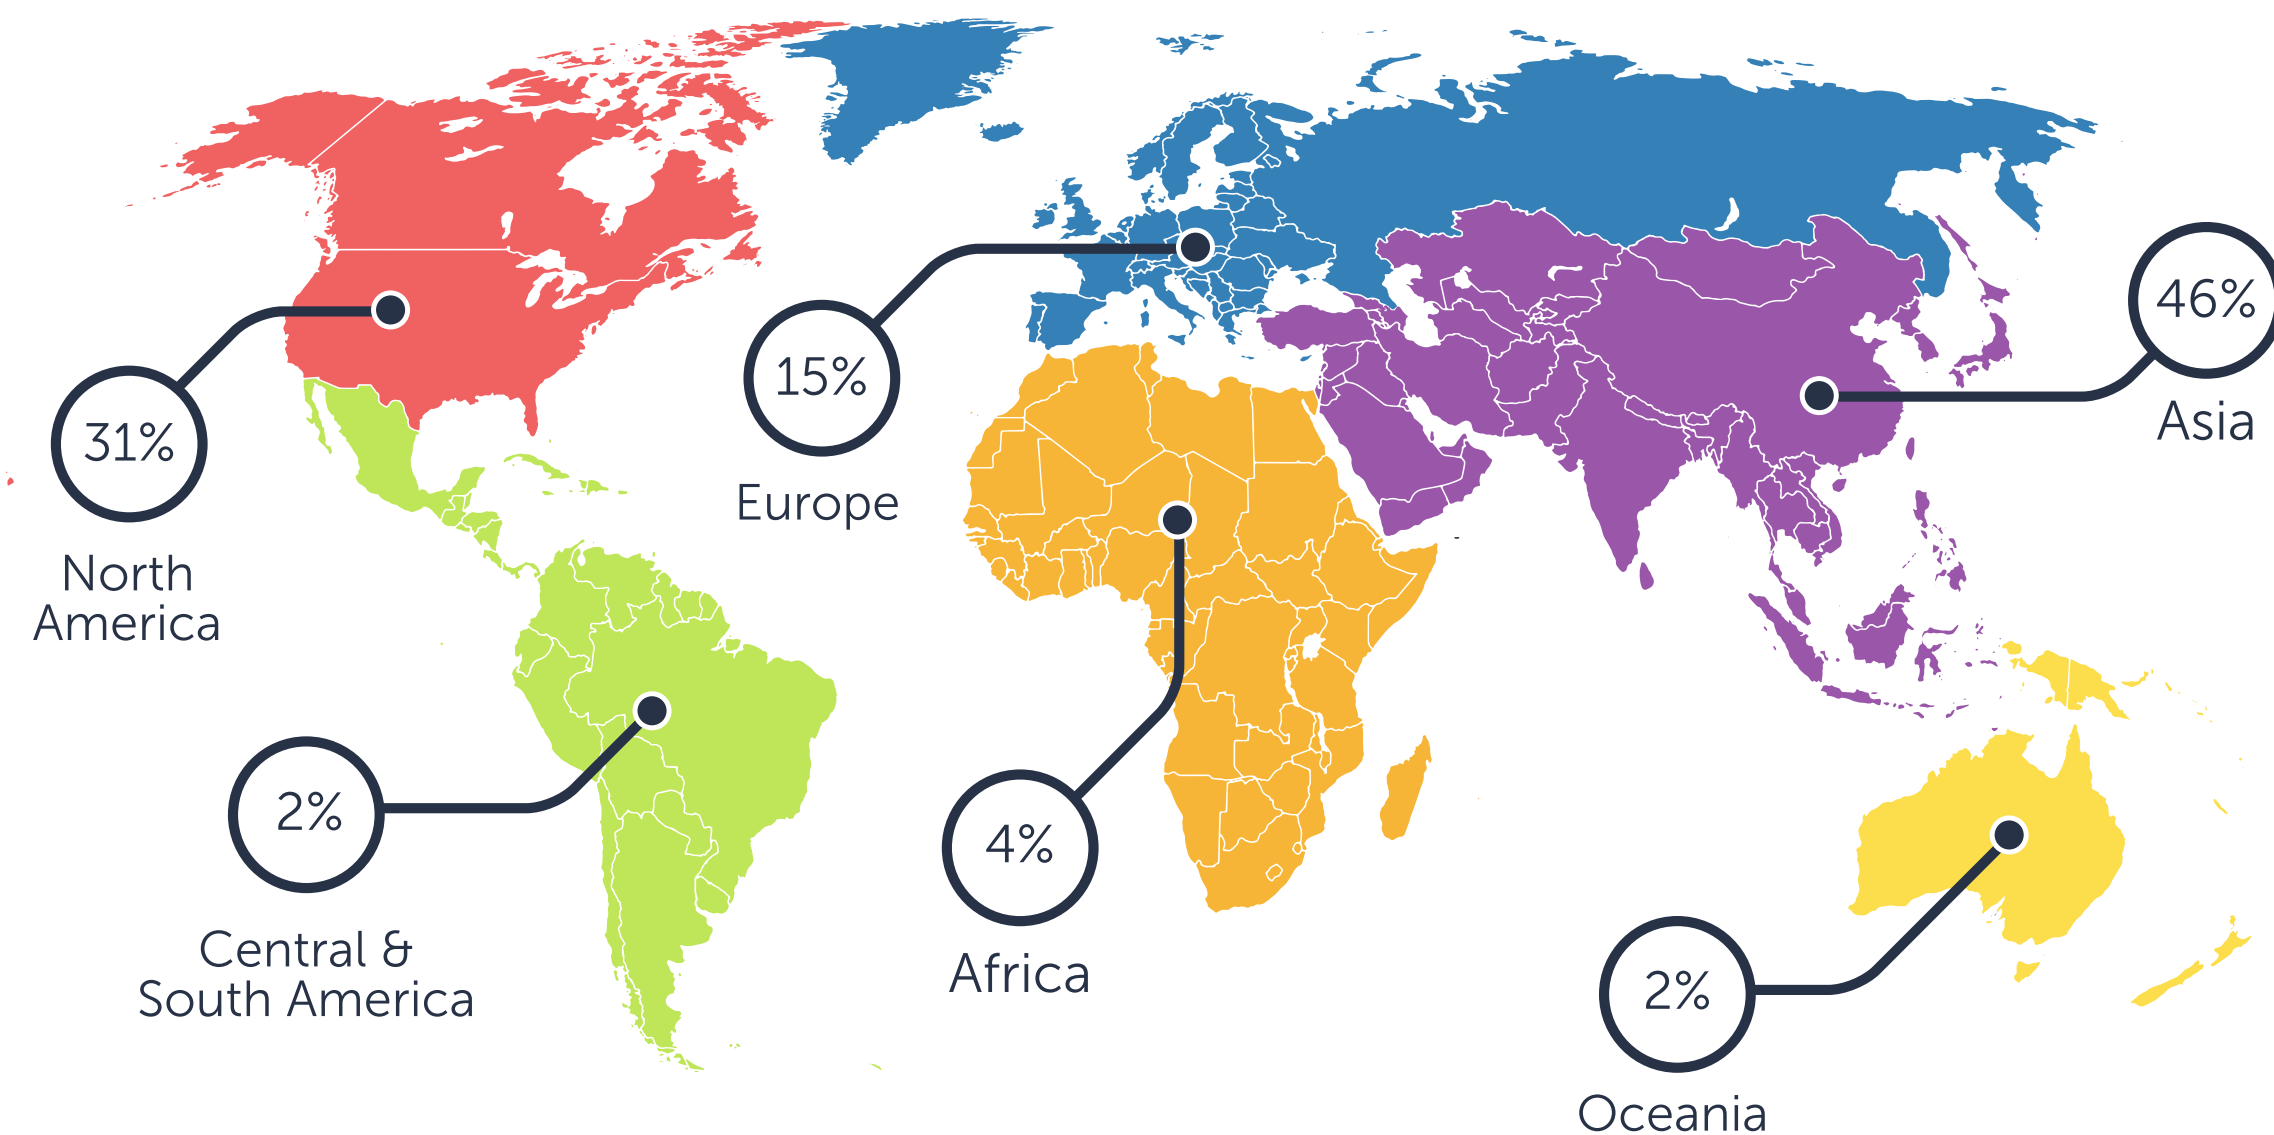 31%
North
America
15%
Europe
46%
Asia
2%
Central &
South America
4%
Africa
2%
Oceania